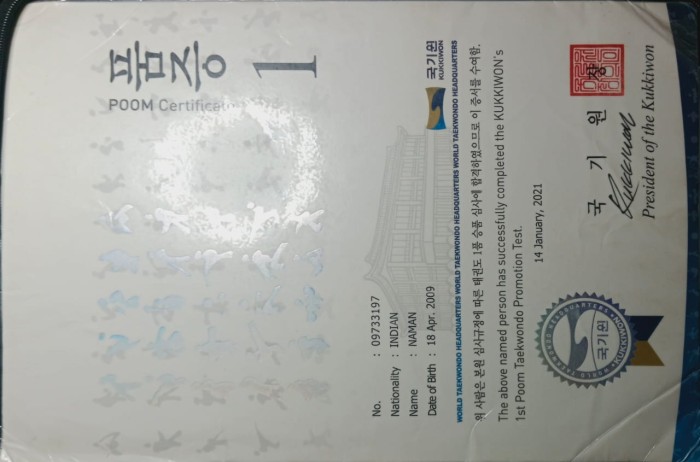 품증
POOM Certificate
1
No. : 09733197
Nationality : INDIAN
Name : NAMAN
Date of Birth : 18 Apr. 2009
국기원
KUKKIWON
WORLD TAEKWONDO HEADQUARTERS WORLD TAEKWONDO HEADQUARTERS WORLD TAEKWONDO HEADQUARTERS WORLD TAEKWONDO HEADQUARTERS
위 사람은 본원 심사규정에 따른 태권도 1품 승품 심사에 합격하였으므로 이 증서를 수여함.
The above named person has successfully completed the KUKKIWON's
1st Poom Taekwondo Promotion Test.
14 January, 2021
국기원
KUKKIWON
국 기 원 장
Kukkiwon
President of the Kukkiwon